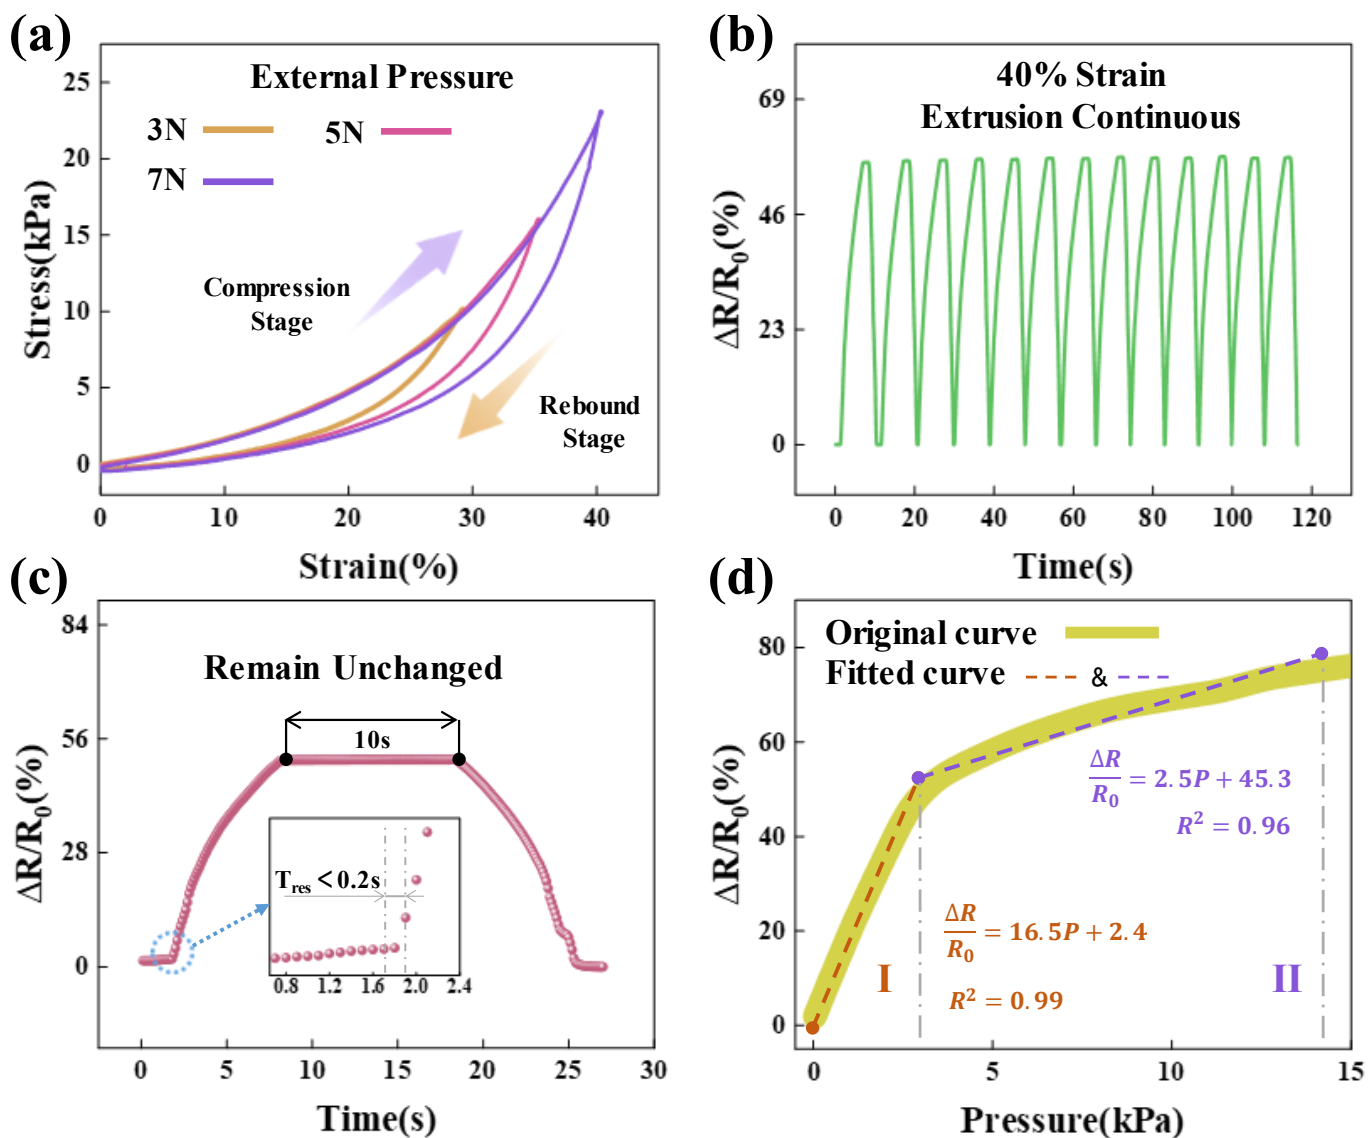 (a)
External Pressure
3N
5N
7N
Compression
Stage
Rebound
Stage
25
20
15
10
5
0
Stress(kPa)
0 10 20 30 40
Strain(%)
(b)
40% Strain
Extrusion Continuous
69
46
23
0
ΔR/R₀(%)
0 20 40 60 80 100 120
Time(s)
(c)
Remain Unchanged
10s
84
56
28
0
ΔR/R₀(%)
T_res < 0.2s
0.8 1.2 1.6 2.0 2.4
0 5 10 15 20 25 30
Time(s)
(d)
Original curve
Fitted curve &
80
60
40
20
0
ΔR/R₀(%)
ΔR/R₀ = 2.5P + 45.3
R² = 0.96
ΔR/R₀ = 16.5P + 2.4
R² = 0.99
I
II
0 5 10 15
Pressure(kPa)